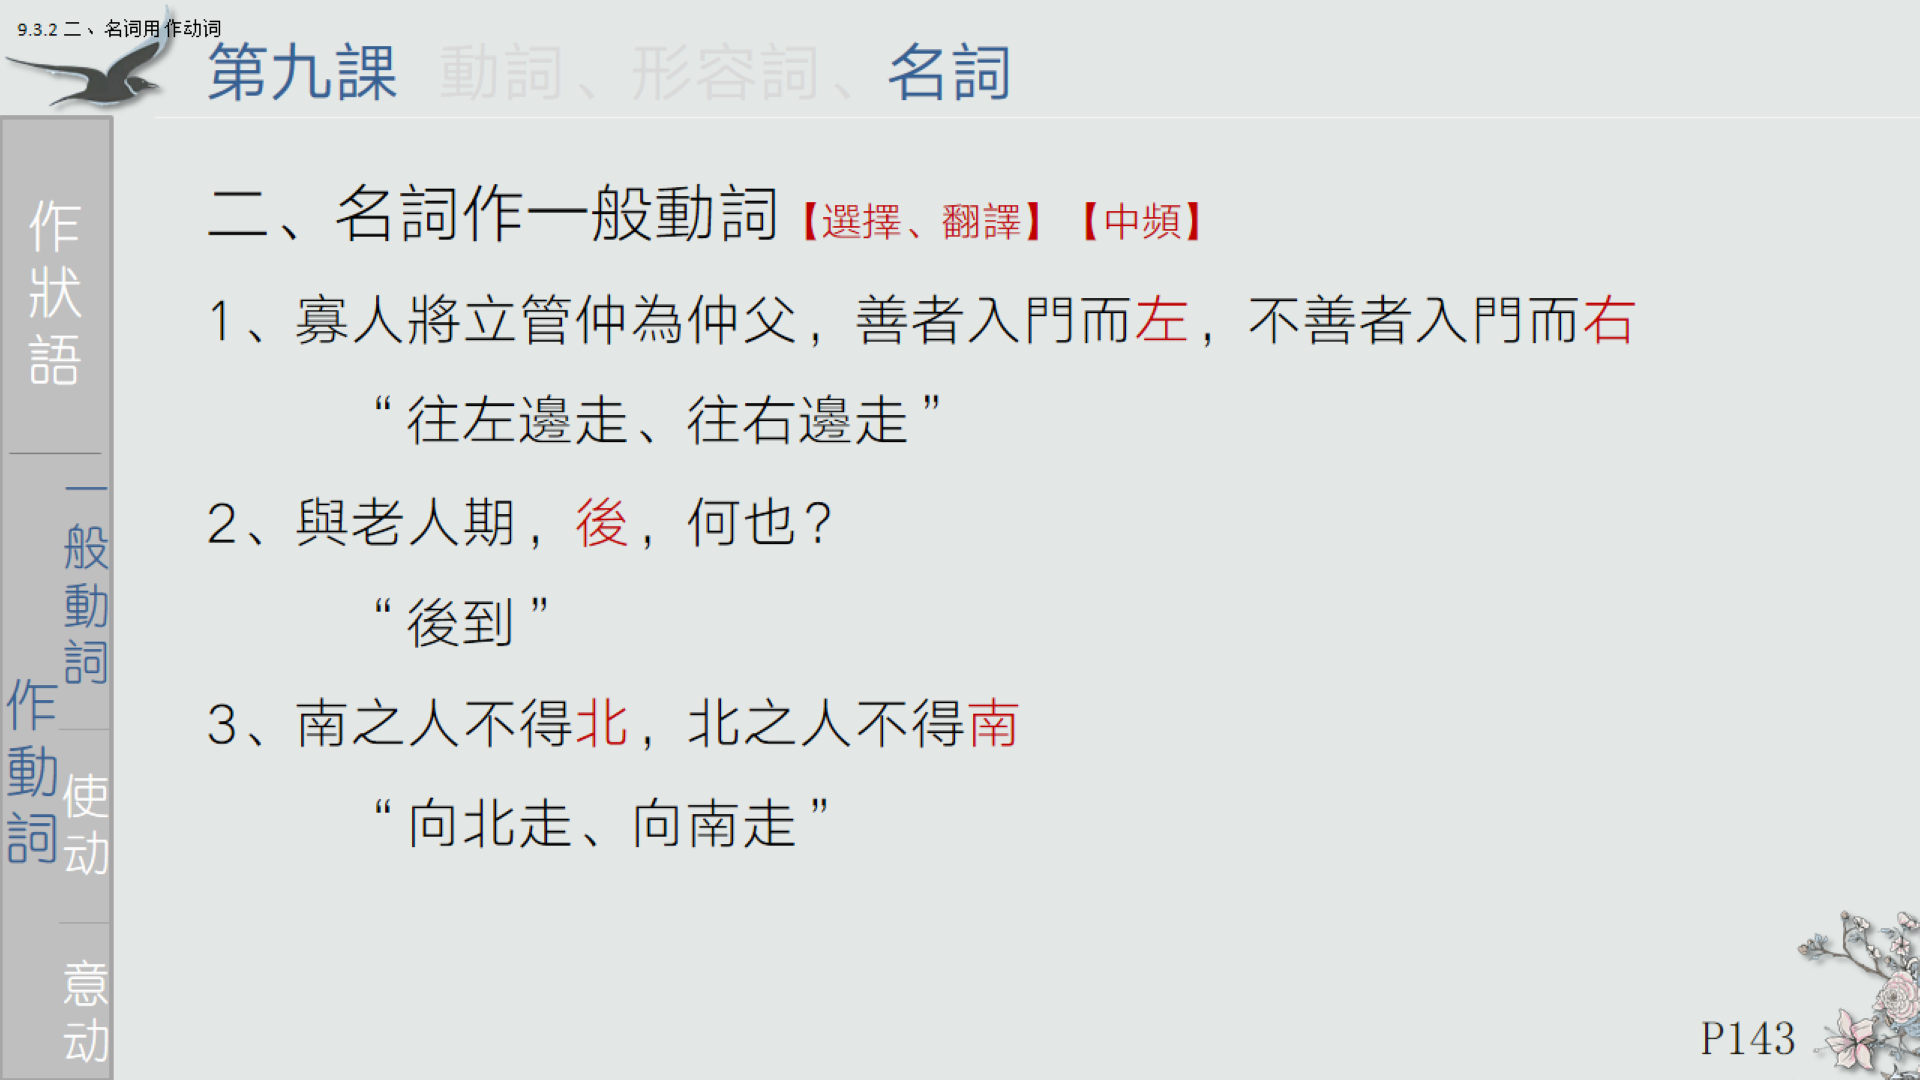 9.3.2 二、名词用作动词
第九課 動詞、形容詞、名詞
作狀語
作動詞
一般動詞
使动
意动
二、名詞作一般動詞【選擇、翻譯】【中頻】
1、寡人將立管仲為仲父，善者入門而左，不善者入門而右
“往左邊走、往右邊走”
2、與老人期，後，何也？
“後到”
3、南之人不得北，北之人不得南
“向北走、向南走”
P143